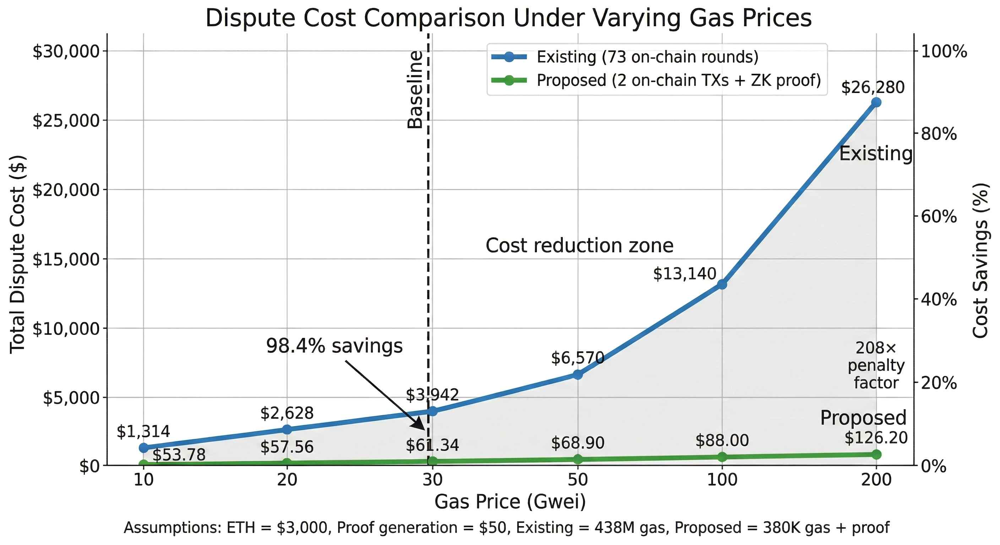 Dispute Cost Comparison Under Varying Gas Prices
Total Dispute Cost ($)
$30,000
$25,000
$20,000
$15,000
$10,000
$5,000
$0
Baseline
Existing (73 on-chain rounds)
Proposed (2 on-chain TXs + ZK proof)
$26,280
Existing
Cost reduction zone
$13,140
98.4% savings
$6,570
208×
penalty
factor
$3,942
$2,628
$1,314
Proposed
$53.78
$57.56
$61.34
$68.90
$88.00
$126.20
100%
80%
60%
40%
20%
0%
Cost Savings (%)
10
20
30
50
100
200
Gas Price (Gwei)
Assumptions: ETH = $3,000, Proof generation = $50, Existing = 438M gas, Proposed = 380K gas + proof